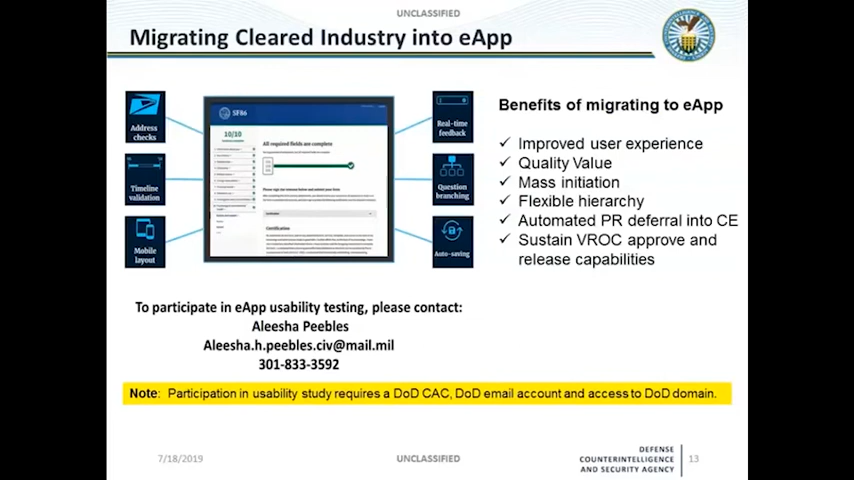 UNCLASSIFIED
Migrating Cleared Industry into eApp
Address
checks
Timeline
validation
Mobile
layout
SF86
10/10
All required fields are complete
Certification
Real-time
feedback
Question
branching
Auto-saving
Benefits of migrating to eApp
✓ Improved user experience
✓ Quality Value
✓ Mass initiation
✓ Flexible hierarchy
✓ Automated PR deferral into CE
✓ Sustain VROC approve and
release capabilities
To participate in eApp usability testing, please contact:
Aleesha Peebles
Aleesha.h.peebles.civ@mail.mil
301-833-3592
Note: Participation in usability study requires a DoD CAC, DoD email account and access to DoD domain.
7/18/2019
UNCLASSIFIED
DEFENSE
COUNTERINTELLIGENCE
AND SECURITY AGENCY
13